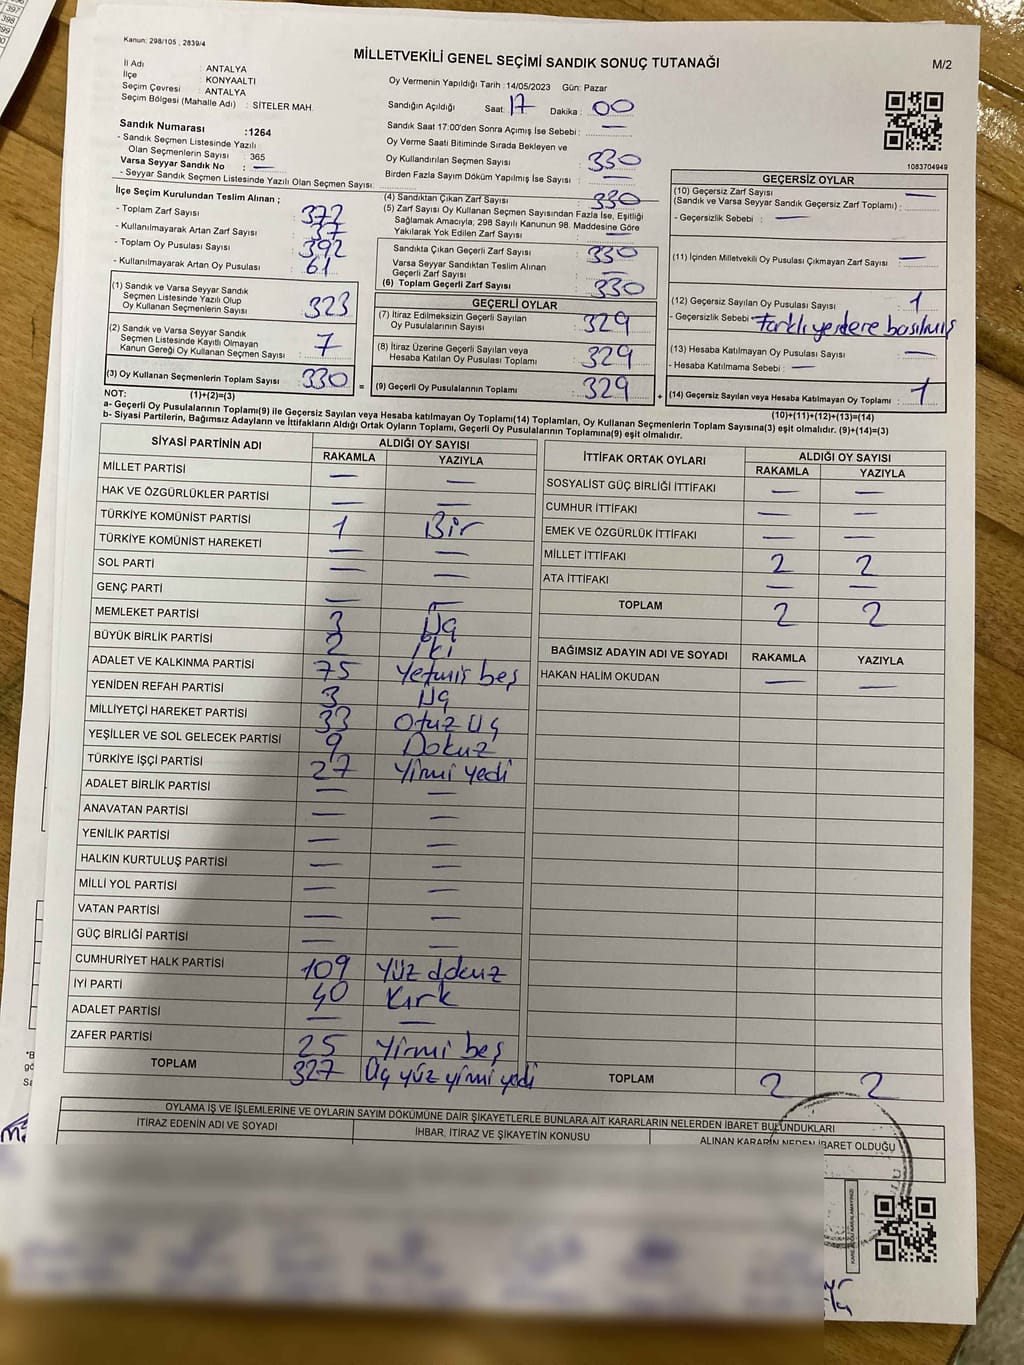 Kanun: 298/105 , 2839/4
MİLLETVEKİLİ GENEL SEÇİMİ SANDIK SONUÇ TUTANAĞI
M/2
İl Adı : ANTALYA
İlçe : KONYAALTI
Seçim Çevresi : ANTALYA
Seçim Bölgesi (Mahalle Adı) : SİTELER MAH.
Oy Vermenin Yapıldığı Tarih : 14/05/2023 Gün: Pazar
Sandığın Açıldığı Saat: 17 Dakika : 00
Sandık Saat 17:00'den Sonra Açımış İse Sebebi : —
Oy Verme Saati Bitiminde Sırada Bekleyen ve
Oy Kullandırılan Seçmen Sayısı : 330
Birden Fazla Sayım Döküm Yapılmış İse Sayısı : —
1083704949
Sandık Numarası :1264
- Sandık Seçmen Listesinde Yazılı
Olan Seçmenlerin Sayısı : 365
Varsa Seyyar Sandık No : —
- Seyyar Sandık Seçmen Listesinde Yazılı Olan Seçmen Sayısı:
İlçe Seçim Kurulundan Teslim Alınan ;
- Toplam Zarf Sayısı : 372
- Kullanılmayarak Artan Zarf Sayısı : 37
- Toplam Oy Pusulası Sayısı : 392
- Kullanılmayarak Artan Oy Pusulası : 61
(1) Sandık ve Varsa Seyyar Sandık
Seçmen Listesinde Yazılı Olup
Oy Kullanan Seçmenlerin Sayısı : 323
(2) Sandık ve Varsa Seyyar Sandık
Seçmen Listesinde Kayıtlı Olmayan
Kanun Gereği Oy Kullanan Seçmen Sayısı : 7
(3) Oy Kullanan Seçmenlerin Toplam Sayısı : 330 =
(4) Sandıktan Çıkan Zarf Sayısı : 330
(5) Zarf Sayısı Oy Kullanan Seçmen Sayısından Fazla İse, Eşitliği
Sağlamak Amacıyla; 298 Sayılı Kanunun 98. Maddesine Göre
Yakılarak Yok Edilen Zarf Sayısı : —
Sandıkta Çıkan Geçerli Zarf Sayısı : 330
Varsa Seyyar Sandıktan Teslim Alınan
Geçerli Zarf Sayısı : —
(6) Toplam Geçerli Zarf Sayısı : 330
GEÇERLİ OYLAR
(7) İtiraz Edilmeksizin Geçerli Sayılan
Oy Pusulalarının Sayısı : 329
(8) İtiraz Üzerine Geçerli Sayılan veya
Hesaba Katılan Oy Pusulası Toplamı : 329
(9) Geçerli Oy Pusulalarının Toplamı : 329 +
GEÇERSİZ OYLAR
(10) Geçersiz Zarf Sayısı —
(Sandık ve Varsa Seyyar Sandık Geçersiz Zarf Toplamı) :
- Geçersizlik Sebebi : —
(11) İçinden Milletvekili Oy Pusulası Çıkmayan Zarf Sayısı : —
(12) Geçersiz Sayılan Oy Pusulası Sayısı : 1
- Geçersizlik Sebebi : Farklı yerlere basılmış
(13) Hesaba Katılmayan Oy Pusulası Sayısı : —
- Hesaba Katılmama Sebebi : —
(14) Geçersiz Sayılan veya Hesaba Katılmayan Oy Toplamı : 1
NOT: (1)+(2)=(3) (10)+(11)+(12)+(13)=(14)
a- Geçerli Oy Pusulalarının Toplamı(9) ile Geçersiz Sayılan veya Hesaba katılmayan Oy Toplamı(14) Toplamları, Oy Kullanan Seçmenlerin Toplam Sayısına(3) eşit olmalıdır. (9)+(14)=(3)
b- Siyasi Partilerin, Bağımsız Adayların ve İttifakların Aldığı Ortak Oyların Toplamı, Geçerli Oy Pusulalarının Toplamına(9) eşit olmalıdır.
SİYASİ PARTİNİN ADI ALDIĞI OY SAYISI
RAKAMLA YAZIYLA
MİLLET PARTİSİ — —
HAK VE ÖZGÜRLÜKLER PARTİSİ — —
TÜRKİYE KOMÜNİST PARTİSİ 1 Bir
TÜRKİYE KOMÜNİST HAREKETİ — —
SOL PARTİ — —
GENÇ PARTİ — —
MEMLEKET PARTİSİ 3 Üç
BÜYÜK BİRLİK PARTİSİ 2 İki
ADALET VE KALKINMA PARTİSİ 75 Yetmiş beş
YENİDEN REFAH PARTİSİ 3 Üç
MİLLİYETÇİ HAREKET PARTİSİ 33 Otuz üç
YEŞİLLER VE SOL GELECEK PARTİSİ 9 Dokuz
TÜRKİYE İŞÇİ PARTİSİ 27 Yirmi yedi
ADALET BİRLİK PARTİSİ — —
ANAVATAN PARTİSİ — —
YENİLİK PARTİSİ — —
HALKIN KURTULUŞ PARTİSİ — —
MİLLİ YOL PARTİSİ — —
VATAN PARTİSİ — —
GÜÇ BİRLİĞİ PARTİSİ — —
CUMHURİYET HALK PARTİSİ 109 Yüz dokuz
İYİ PARTİ 40 Kırk
ADALET PARTİSİ — —
ZAFER PARTİSİ 25 Yirmi beş
TOPLAM 327 Üç yüz yirmi yedi
İTTİFAK ORTAK OYLARI ALDIĞI OY SAYISI
RAKAMLA YAZIYLA
SOSYALİST GÜÇ BİRLİĞİ İTTİFAKI — —
CUMHUR İTTİFAKI — —
EMEK VE ÖZGÜRLÜK İTTİFAKI — —
MİLLET İTTİFAKI 2 2
ATA İTTİFAKI — —
TOPLAM 2 2
BAĞIMSIZ ADAYIN ADI VE SOYADI RAKAMLA YAZIYLA
HAKAN HALİM OKUDAN — —
TOPLAM 2 2
OYLAMA İŞ VE İŞLEMLERİNE VE OYLARIN SAYIM DÖKÜMÜNE DAİR ŞİKAYETLERLE BUNLARA AİT KARARLARIN NELERDEN İBARET BULUNDUKLARI
İTİRAZ EDENİN ADI VE SOYADI İHBAR, İTİRAZ VE ŞİKAYETİN KONUSU ALINAN KARARIN NEDEN İBARET OLDUĞU